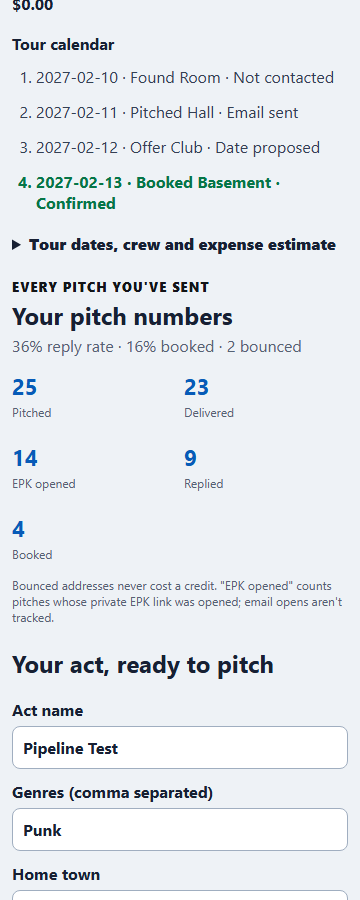 $0.00
Tour calendar
1. 2027-02-10 · Found Room · Not contacted
2. 2027-02-11 · Pitched Hall · Email sent
3. 2027-02-12 · Offer Club · Date proposed
4. 2027-02-13 · Booked Basement ·
Confirmed
▶ Tour dates, crew and expense estimate
EVERY PITCH YOU'VE SENT
Your pitch numbers
36% reply rate · 16% booked · 2 bounced
25
Pitched
23
Delivered
14
EPK opened
9
Replied
4
Booked
Bounced addresses never cost a credit. "EPK opened" counts
pitches whose private EPK link was opened; email opens aren't
tracked.
Your act, ready to pitch
Act name
Pipeline Test
Genres (comma separated)
Punk
Home town